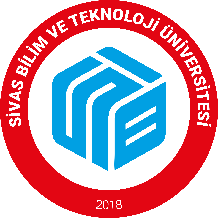 SİVAS BİLİM VE TEKNOLOJİ ÜNİVERSİTESİ
2018